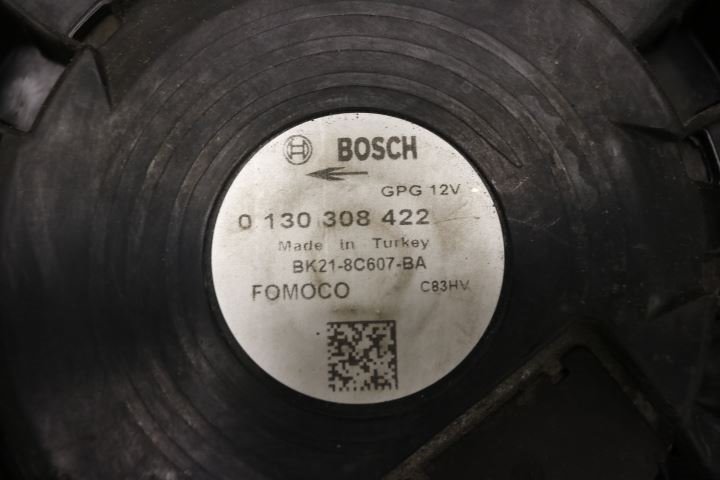 BOSCH
GPG 12V
0 130 308 422
Made in Turkey
BK21-8C607-BA
FOMOCO C83HV